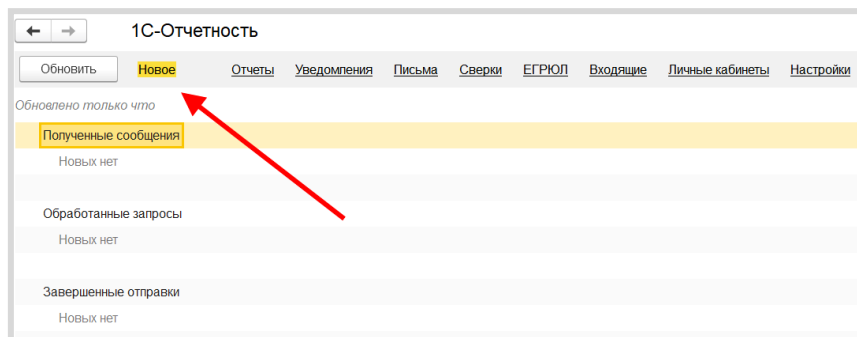 1С-Отчетность
Обновить Новое Отчеты Уведомления Письма Сверки ЕГРЮЛ Входящие Личные кабинеты Настройки
Обновлено только что
Полученные сообщения
Новых нет
Обработанные запросы
Новых нет
Завершенные отправки
Новых нет